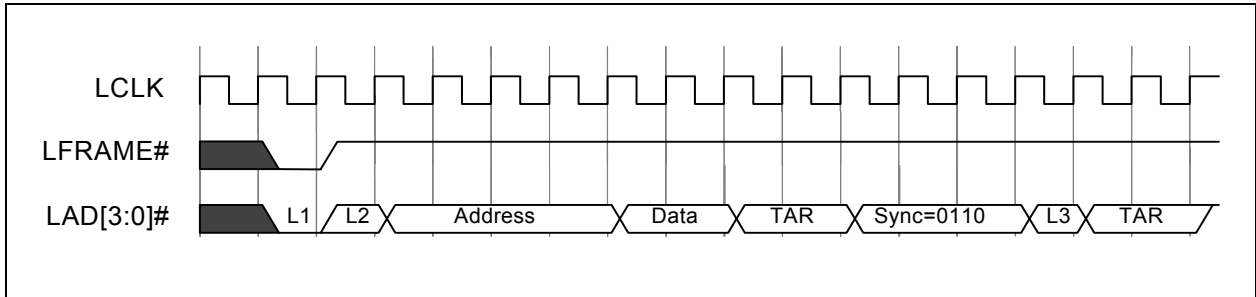 LCLK
LFRAME#
LAD[3:0]# L1 L2 Address Data TAR Sync=0110 L3 TAR